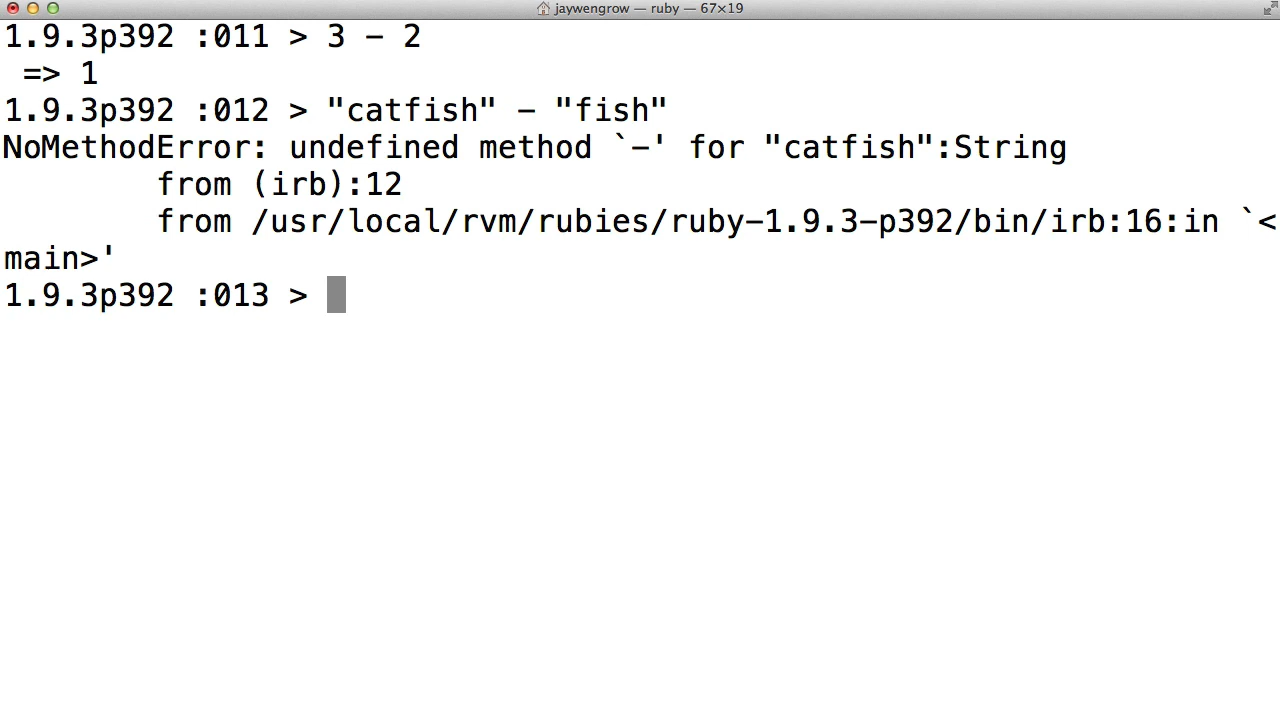 jaywengrow — ruby — 67×19
1.9.3p392 :011 > 3 - 2
 => 1
1.9.3p392 :012 > "catfish" - "fish"
NoMethodError: undefined method `-' for "catfish":String
        from (irb):12
        from /usr/local/rvm/rubies/ruby-1.9.3-p392/bin/irb:16:in `<
main>'
1.9.3p392 :013 >